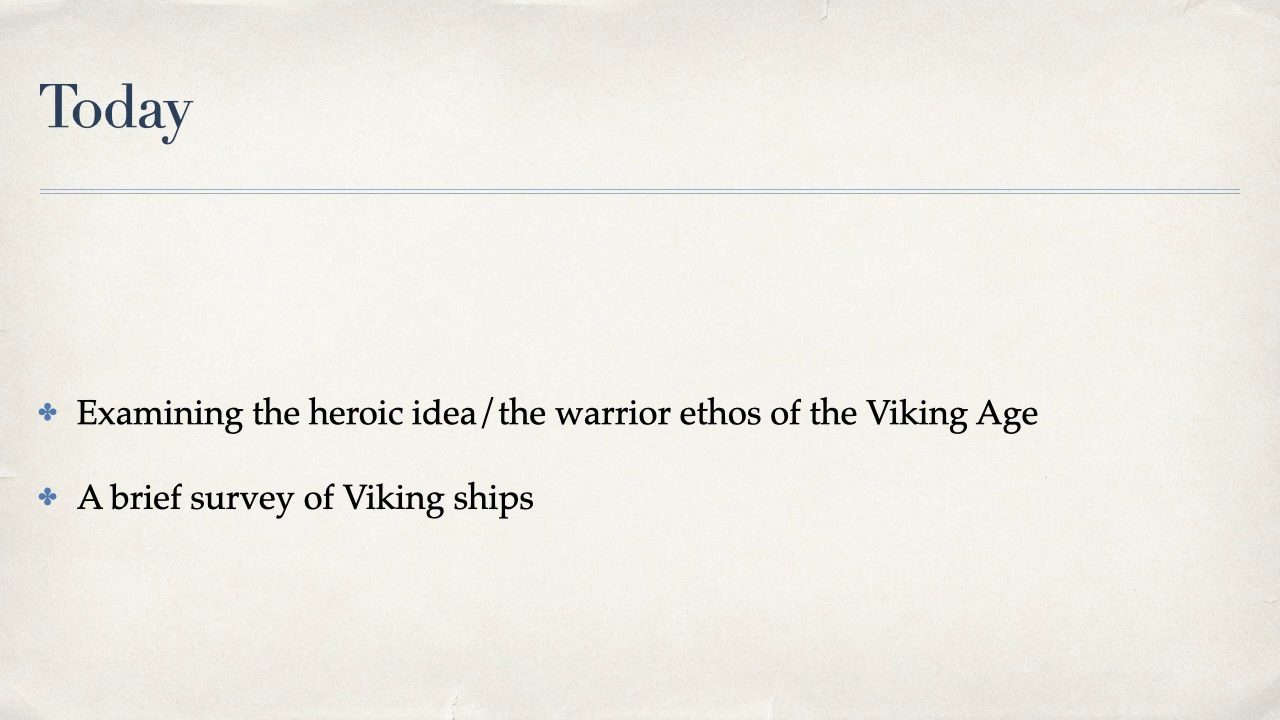 Today
Examining the heroic idea/the warrior ethos of the Viking Age
A brief survey of Viking ships